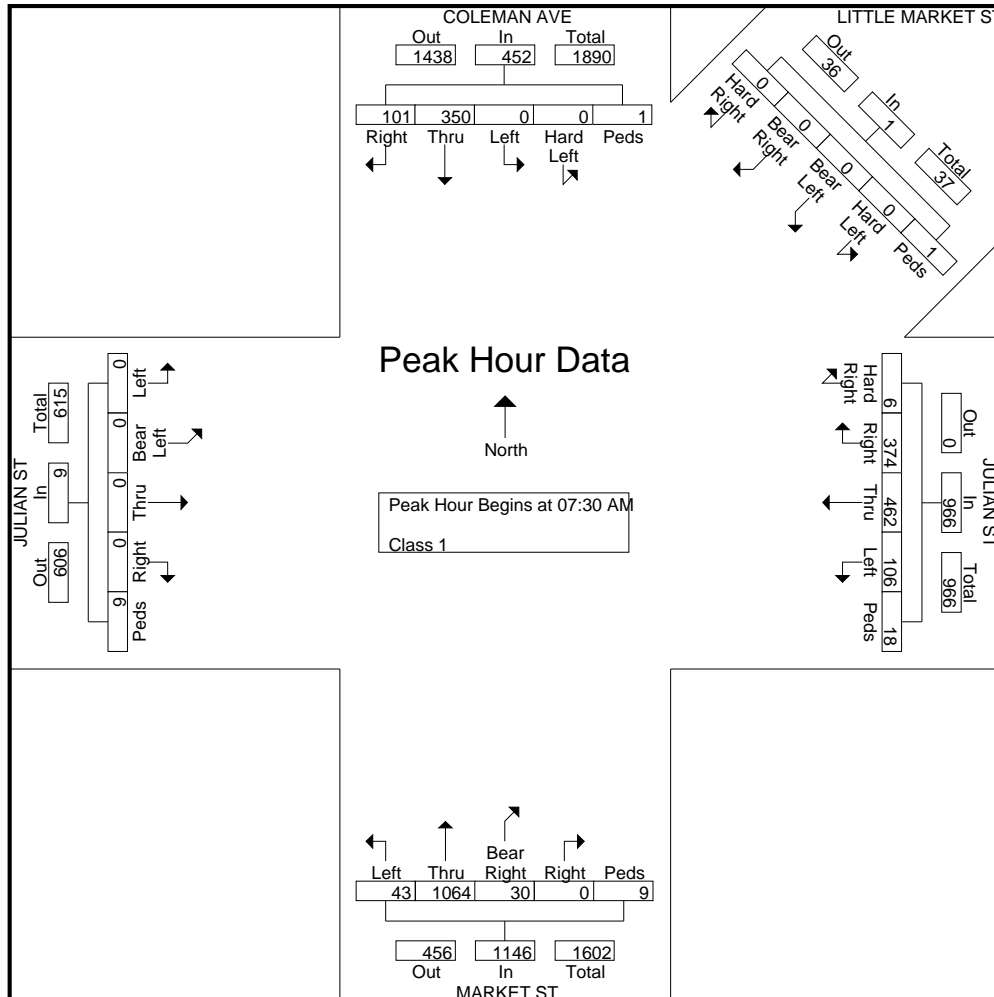 COLEMAN AVE
Out In Total
1438 452 1890
101 350 0 0 1
Right Thru Left Hard Left Peds
LITTLE MARKET ST
Out
36
In
1
Total
37
0 0 0 0 1
Hard Right
Bear Right
Bear Left
Hard Left
Peds
Peak Hour Data
North
Peak Hour Begins at 07:30 AM
Class 1
JULIAN ST
Total
615
In
9
Out
606
0 0 0 0 9
Left
Bear Left
Thru
Right
Peds
Hard Right
Right
Thru
Left
Peds
6 374 462 106 18
Out
0
In
966
Total
966
JULIAN ST
Left Thru Bear Right Right Peds
43 1064 30 0 9
456 1146 1602
Out In Total
MARKET ST